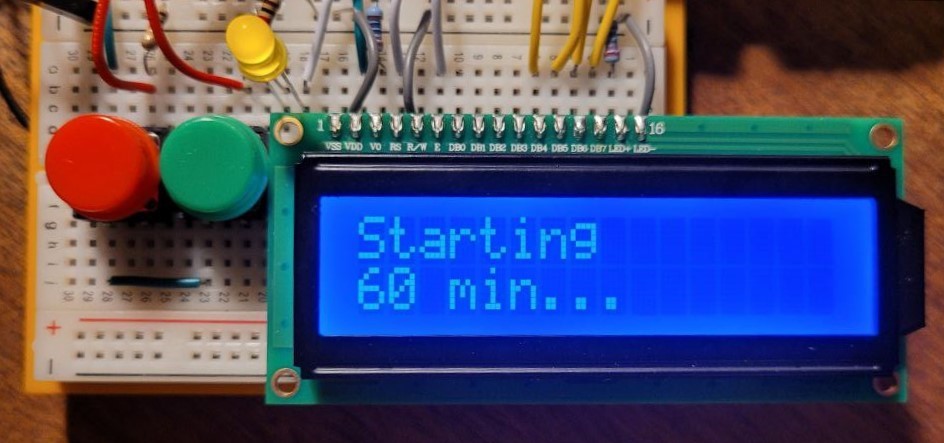 1 16
VSS VDD V0 RS R/W E DB0 DB1 DB2 DB3 DB4 DB5 DB6 DB7 LED+ LED-
Starting
60 min...
+